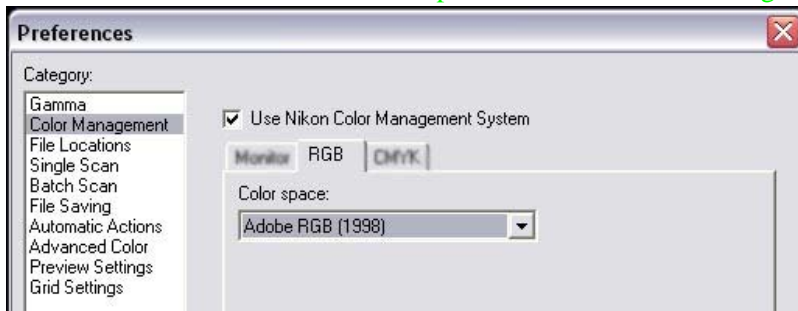 Preferences
Category:
Gamma
Color Management
File Locations
Single Scan
Batch Scan
File Saving
Automatic Actions
Advanced Color
Preview Settings
Grid Settings
Use Nikon Color Management System
Monitor RGB CMYK
Color space:
Adobe RGB (1998)